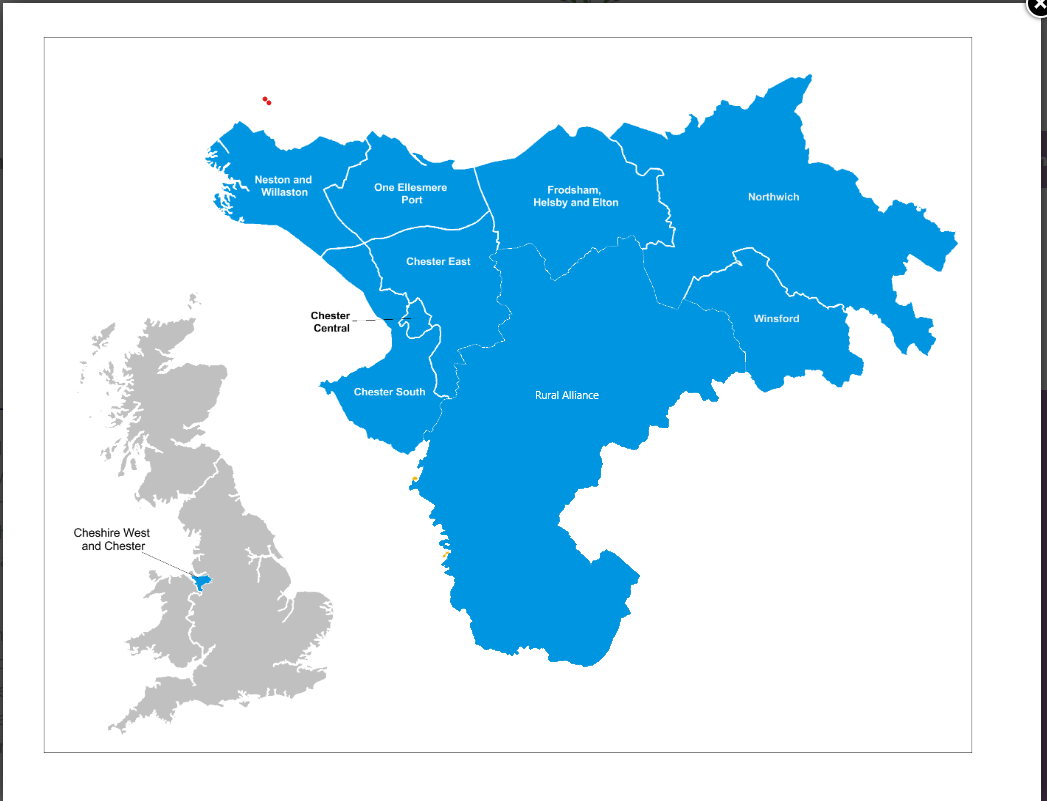 Neston and
Willaston
One Ellesmere
Port
Frodsham,
Helsby and Elton
Northwich
Chester East
Chester
Central
Winsford
Chester South
Rural Alliance
Cheshire West
and Chester